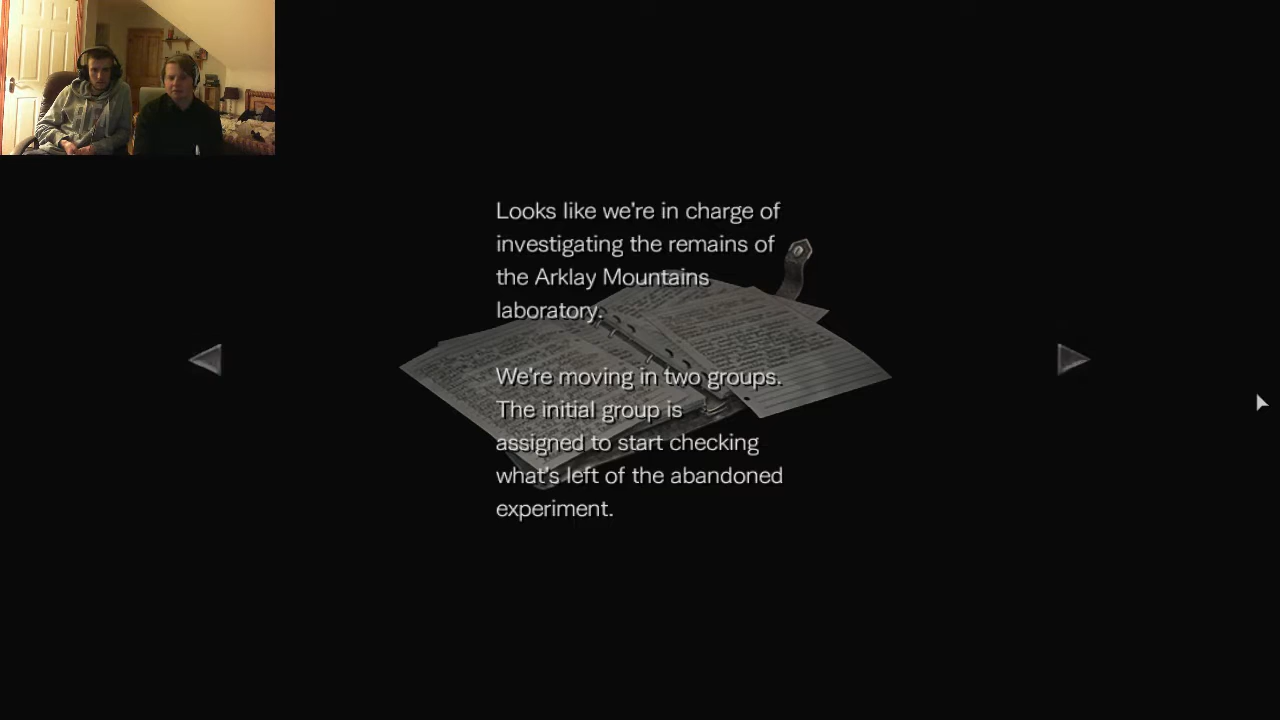 Looks like we're in charge of
investigating the remains of
the Arklay Mountains
laboratory.
We're moving in two groups.
The initial group is
assigned to start checking
what's left of the abandoned
experiment.